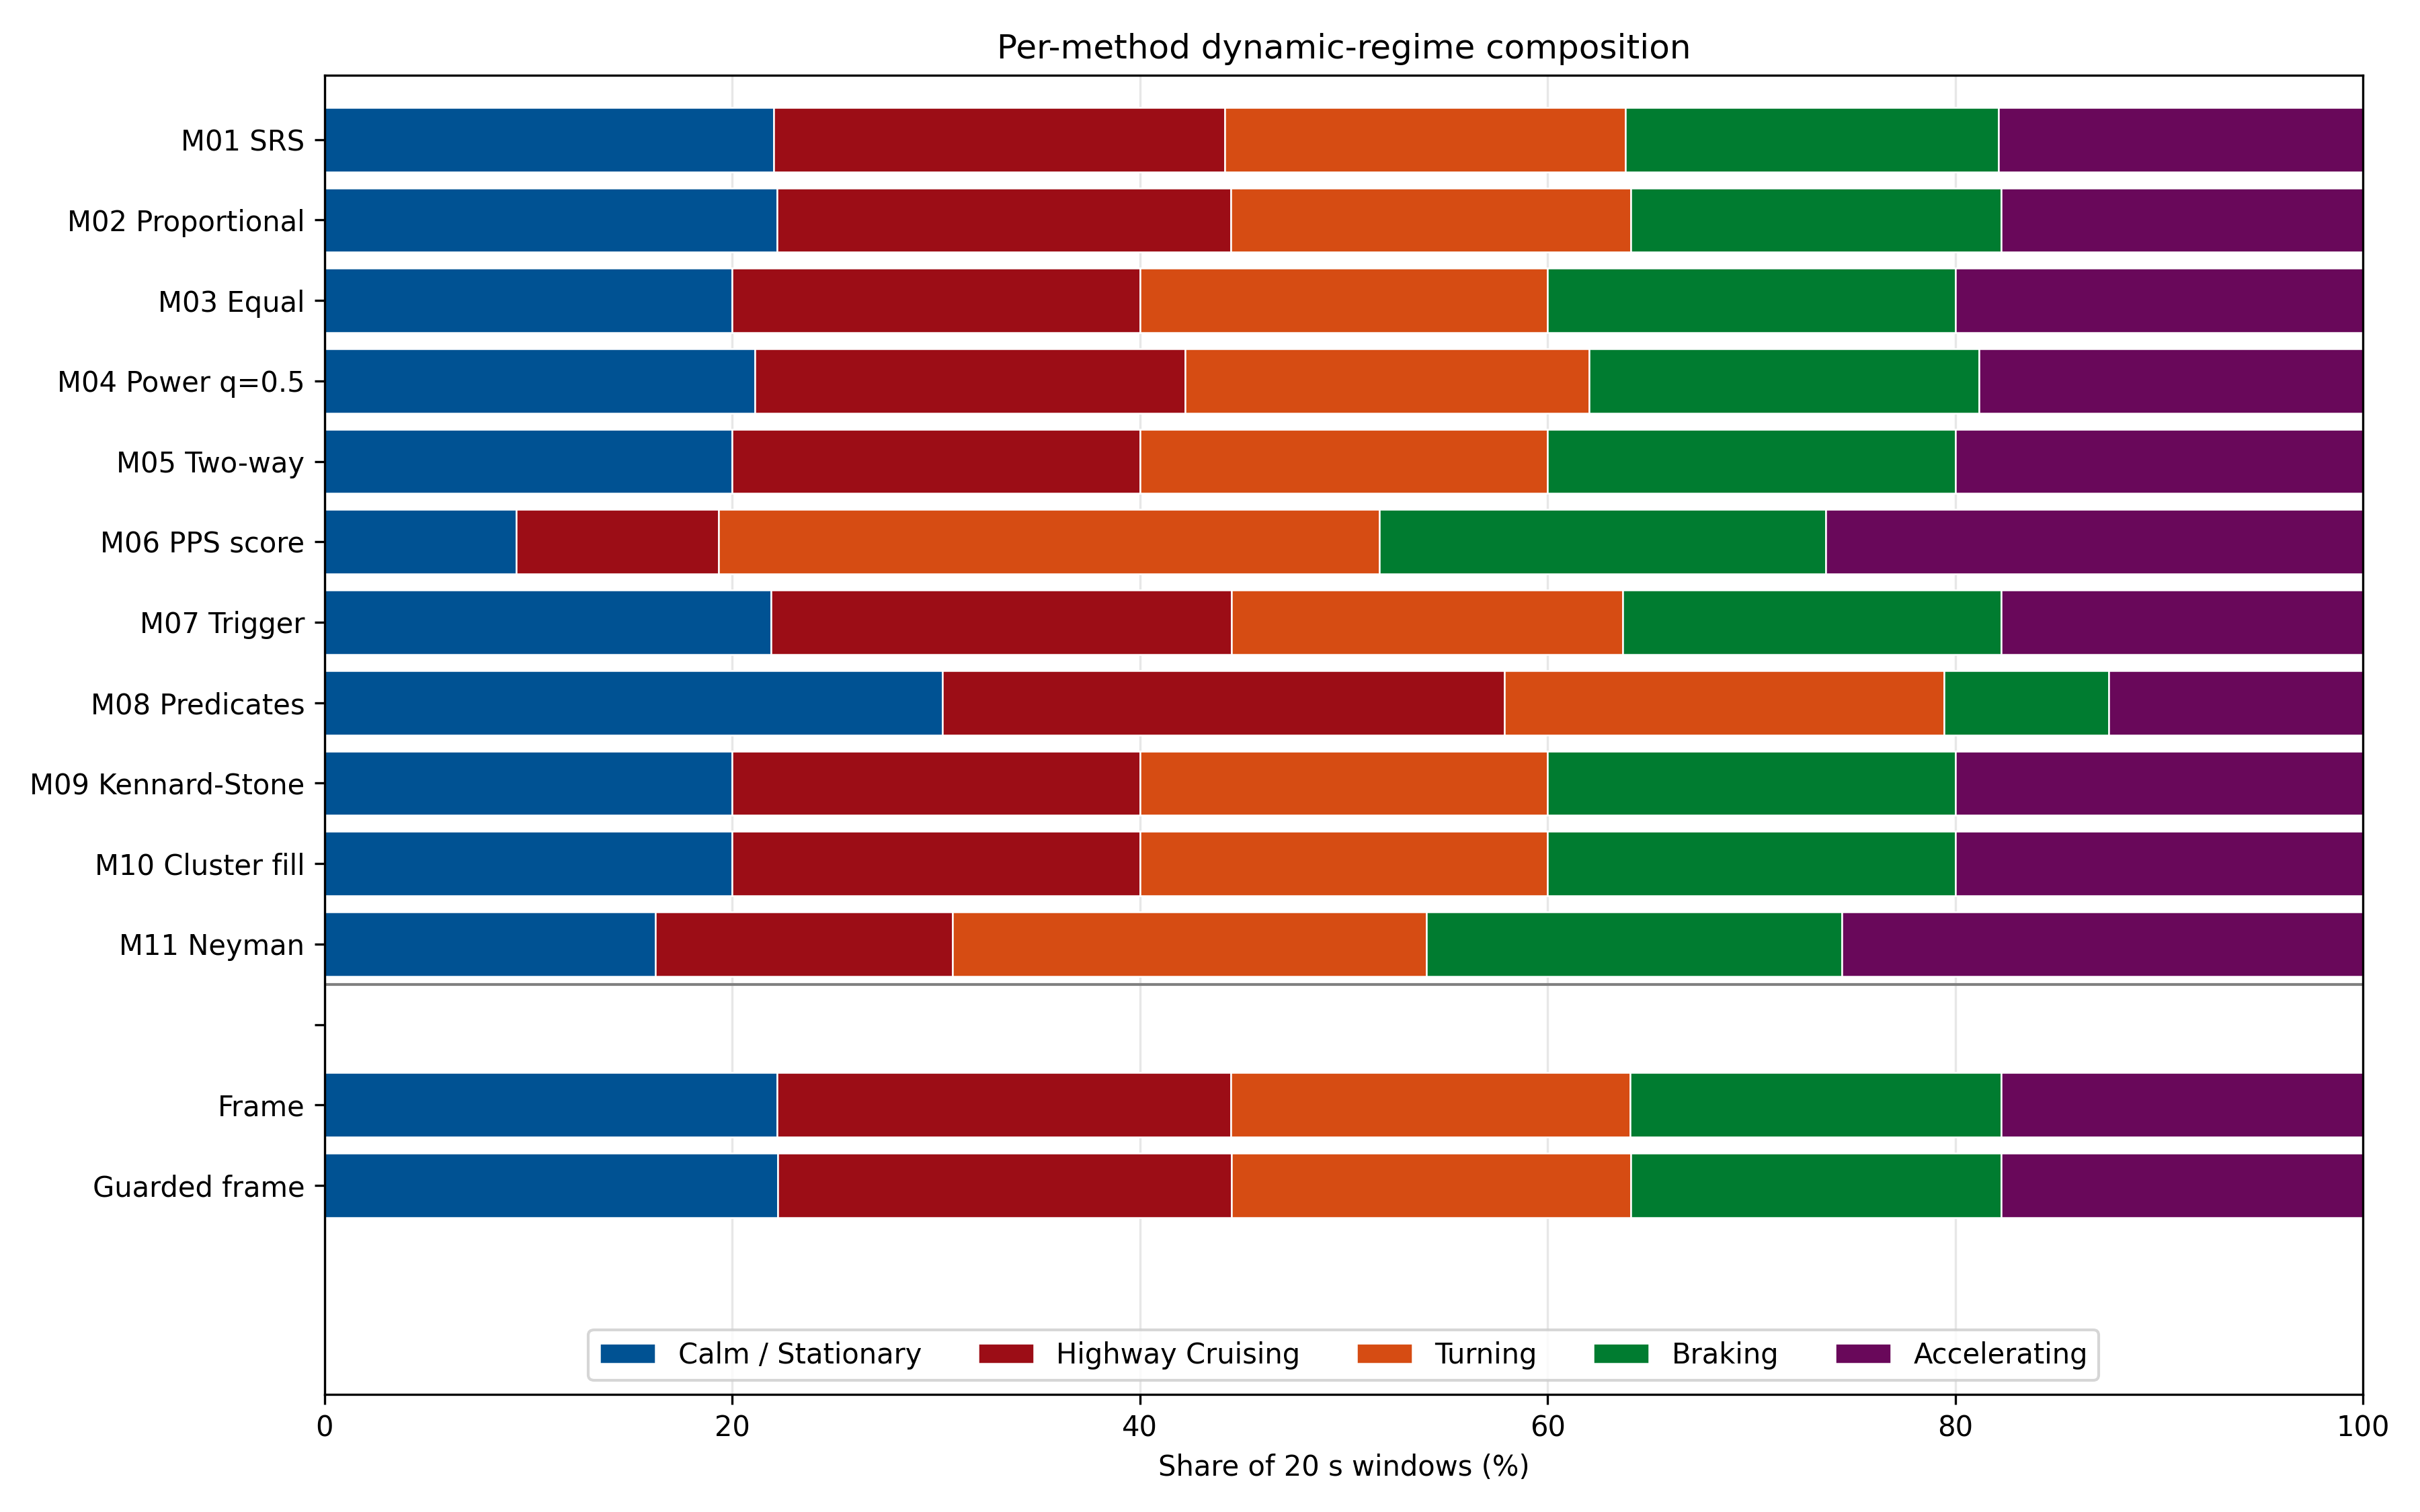 Per-method dynamic-regime composition
M01 SRS
M02 Proportional
M03 Equal
M04 Power q=0.5
M05 Two-way
M06 PPS score
M07 Trigger
M08 Predicates
M09 Kennard-Stone
M10 Cluster fill
M11 Neyman
Frame
Guarded frame
Calm / Stationary Highway Cruising Turning Braking Accelerating
0 20 40 60 80 100
Share of 20 s windows (%)